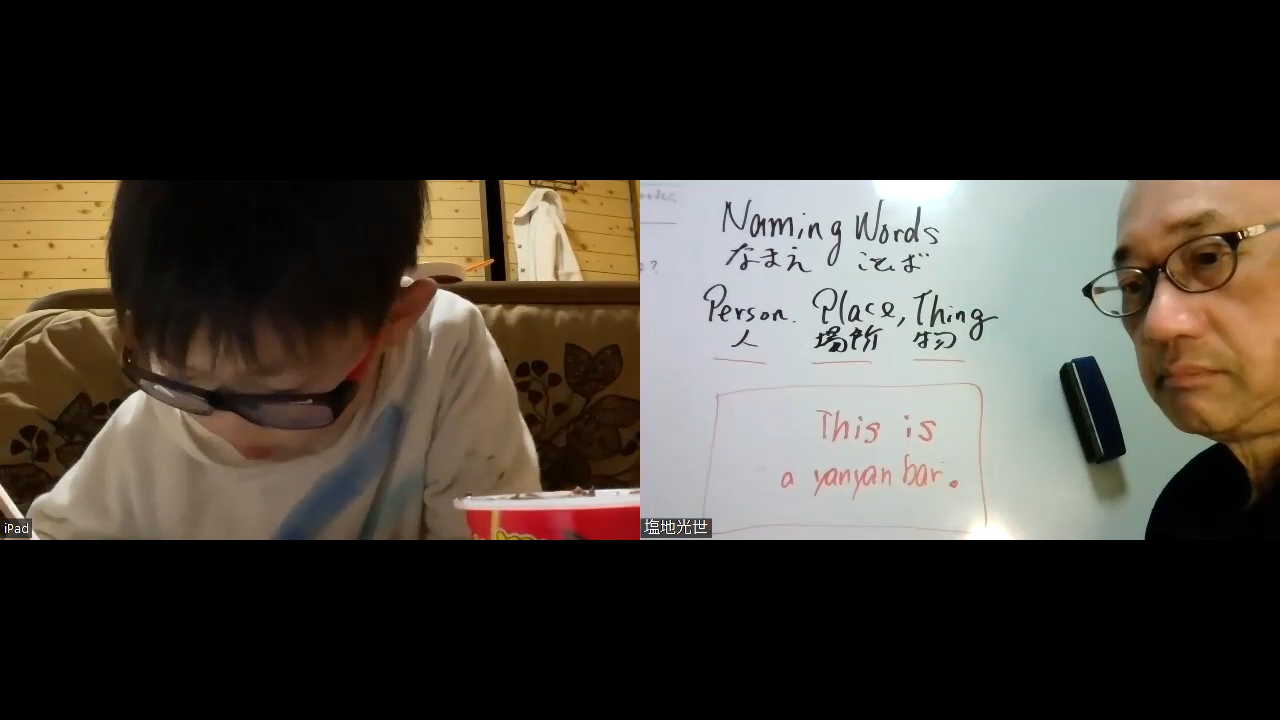 Naming Words
なまえ ことば
Person. Place, Thing
人 場所 物
This is
a yanyan bar.
iPad
塩地光世